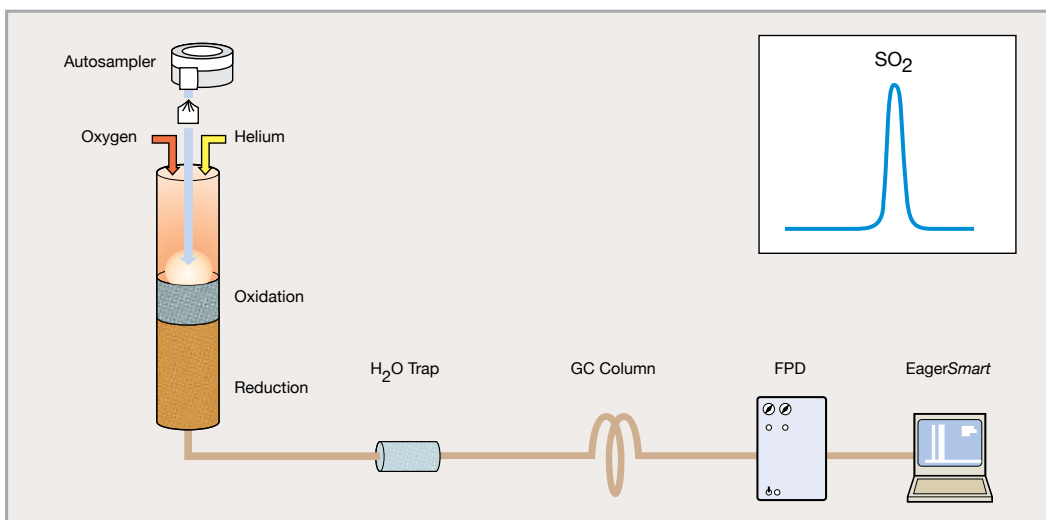 Autosampler
SO₂
Oxygen
Helium
Oxidation
Reduction
H₂O Trap
GC Column
FPD
EagerSmart